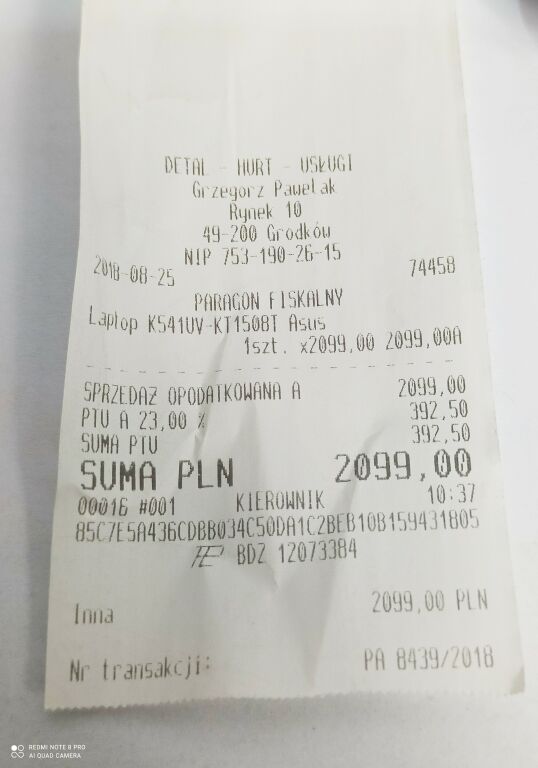 DETAL - HURT - USŁUGI
Grzegorz Pawelak
Rynek 10
49-200 Grodków
NIP 753-190-26-15
2018-08-25 74458
PARAGON FISKALNY
Laptop K541UV-KT1508T Asus
1szt. x2099,00 2099,00A
SPRZEDAŻ OPODATKOWANA A 2099,00
PTU A 23,00 % 392,50
SUMA PTU 392,50
SUMA PLN 2099,00
00016 #001 KIEROWNIK 10:37
85C7E5A436CDBB034C50DA1C2BEB10B159431805
BDZ 12073384
Inna 2099,00 PLN
Nr transakcji: PA 8439/2018
REDMI NOTE 8 PRO
AI QUAD CAMERA